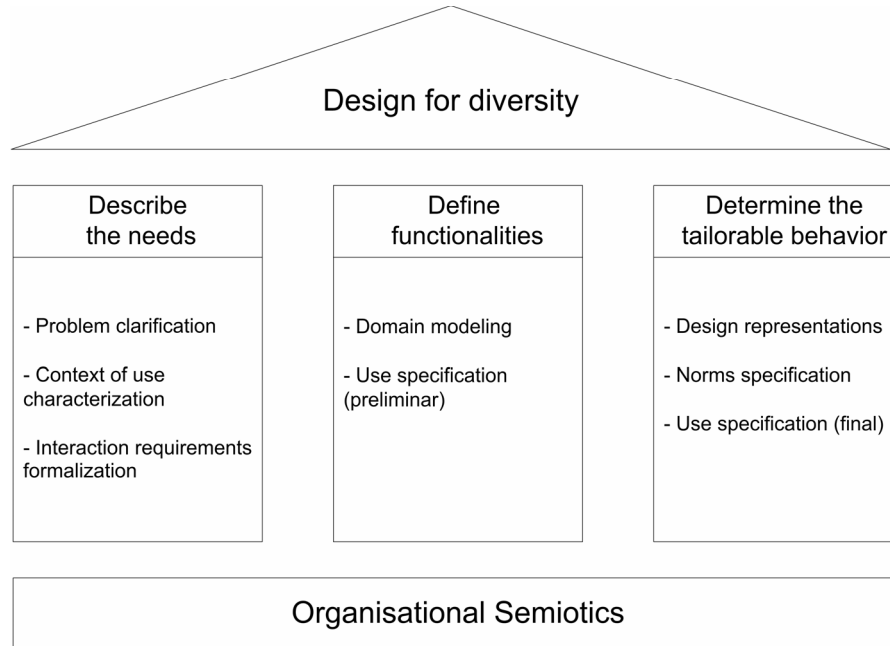 Design for diversity
Describe
the needs
- Problem clarification
- Context of use
characterization
- Interaction requirements
formalization
Define
functionalities
- Domain modeling
- Use specification
(preliminar)
Determine the
tailorable behavior
- Design representations
- Norms specification
- Use specification (final)
Organisational Semiotics